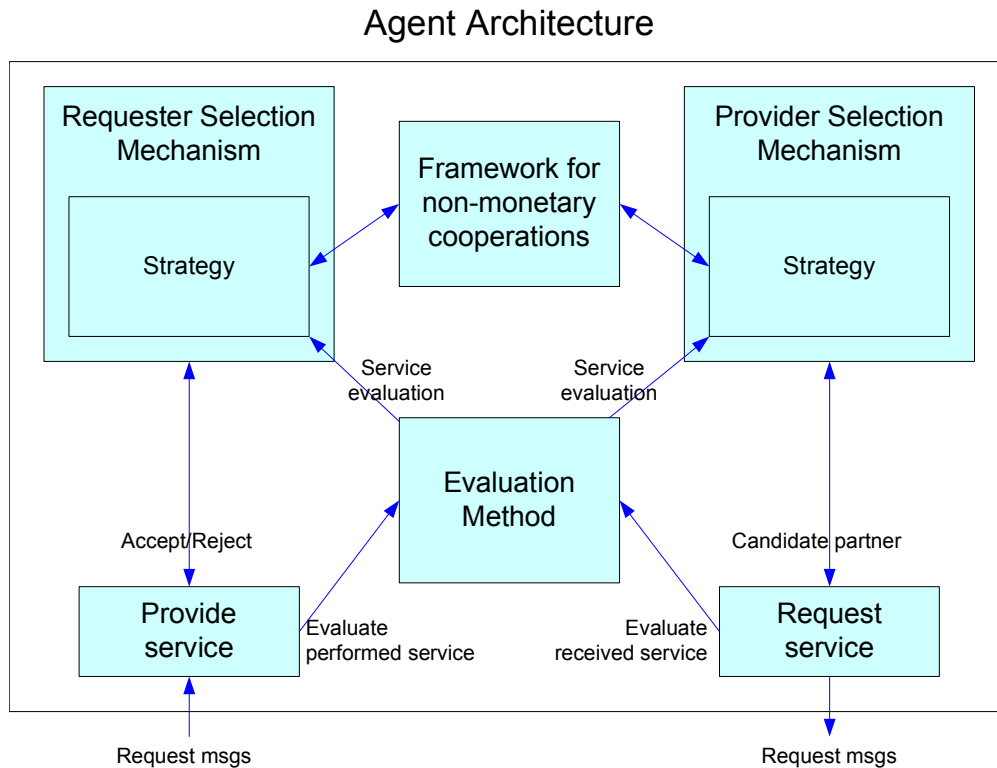 Agent Architecture
Requester Selection
Mechanism
Strategy
Framework for
non-monetary
cooperations
Provider Selection
Mechanism
Strategy
Service
evaluation
Service
evaluation
Evaluation
Method
Accept/Reject
Candidate partner
Provide
service
Evaluate
performed service
Evaluate
received service
Request
service
Request msgs
Request msgs